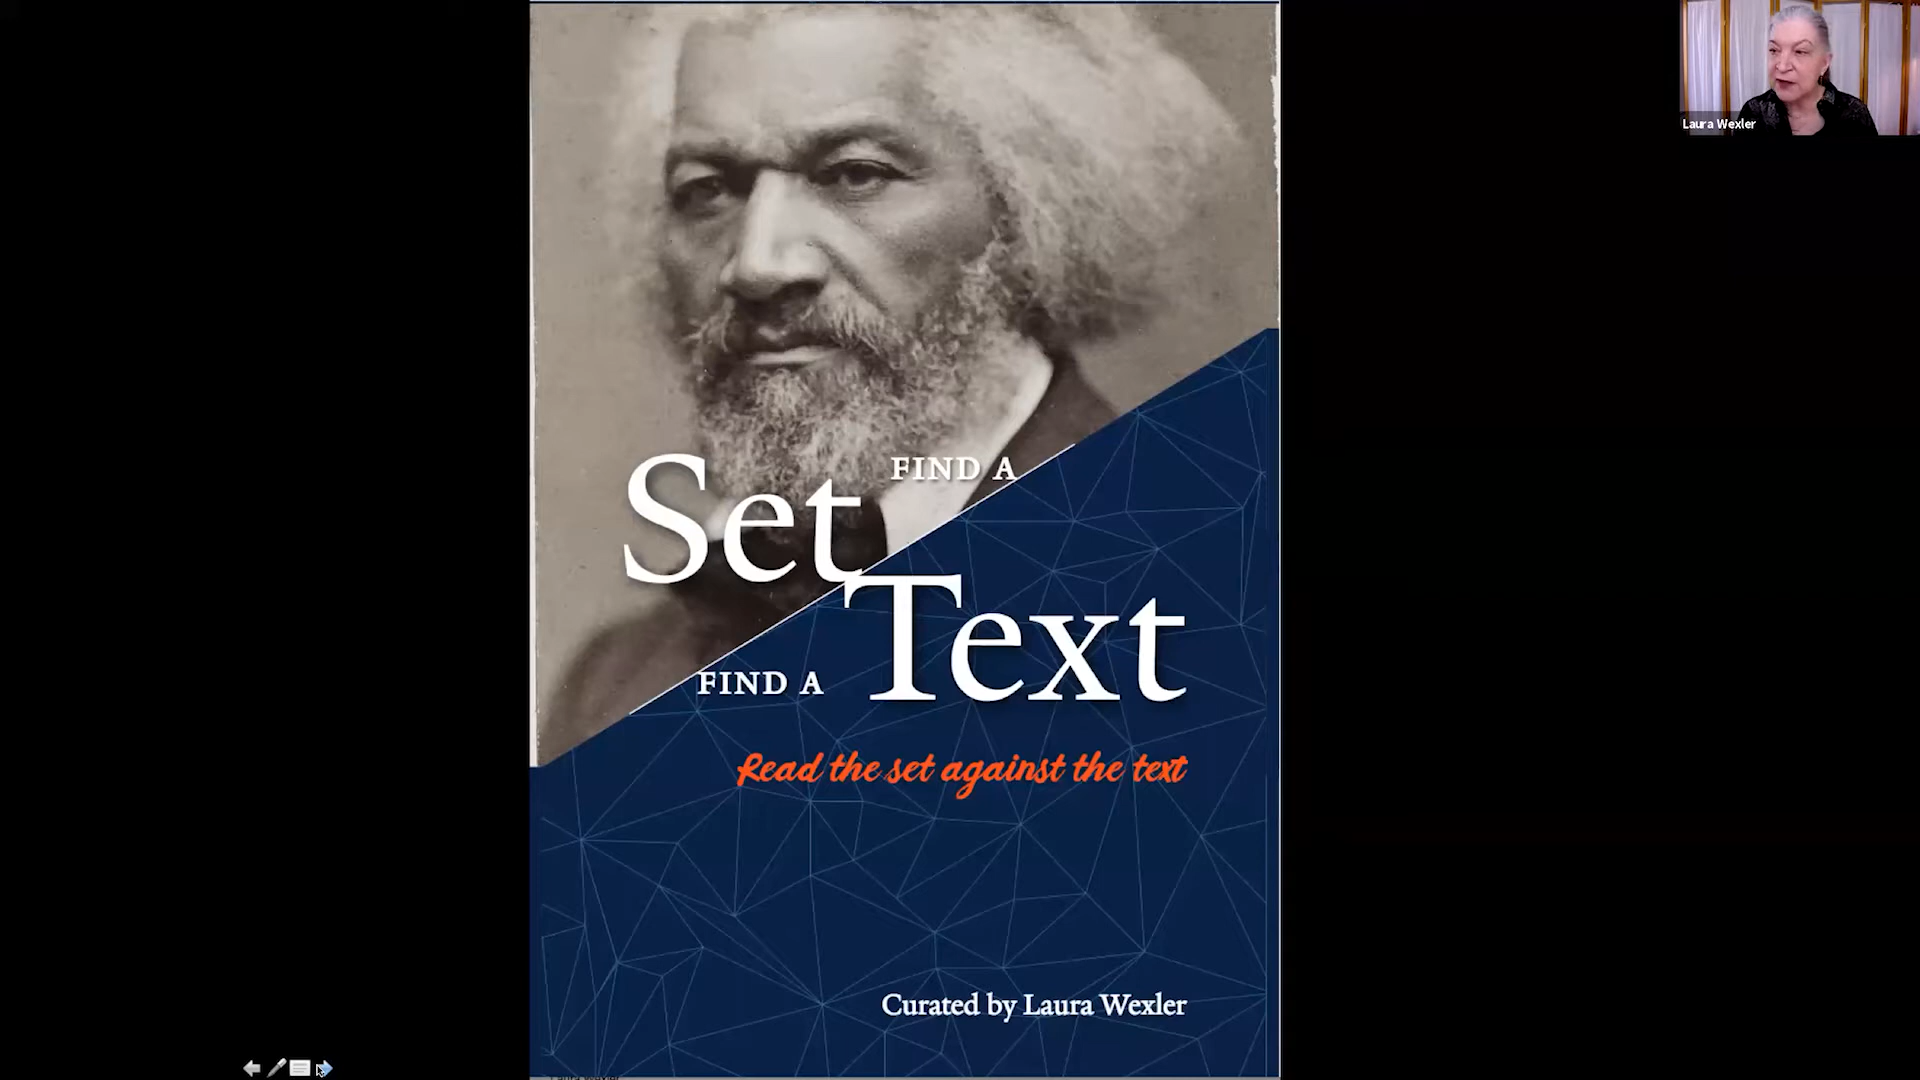 Laura Wexler
FIND A
Set
Text
FIND A
Read the set against the text
Curated by Laura Wexler